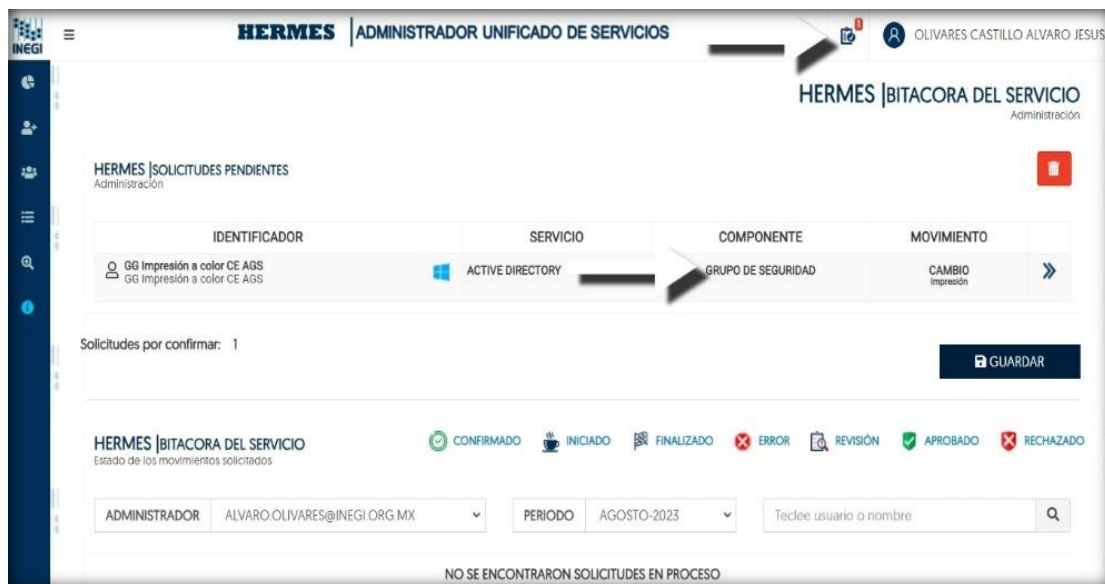 INEGI
HERMES |ADMINISTRADOR UNIFICADO DE SERVICIOS
1
OLIVARES CASTILLO ALVARO JESUS
HERMES |BITACORA DEL SERVICIO
Administración
HERMES |SOLICITUDES PENDIENTES
Administración
IDENTIFICADOR SERVICIO COMPONENTE MOVIMIENTO
GG Impresión a color CE AGS ACTIVE DIRECTORY GRUPO DE SEGURIDAD CAMBIO
GG Impresión a color CE AGS Impresión
Solicitudes por confirmar: 1
GUARDAR
HERMES |BITACORA DEL SERVICIO
Estado de los movimientos solicitados
CONFIRMADO INICIADO FINALIZADO ERROR REVISIÓN APROBADO RECHAZADO
ADMINISTRADOR ALVARO.OLIVARES@INEGI.ORG.MX PERIODO AGOSTO-2023 Teclee usuario o nombre
NO SE ENCONTRARON SOLICITUDES EN PROCESO